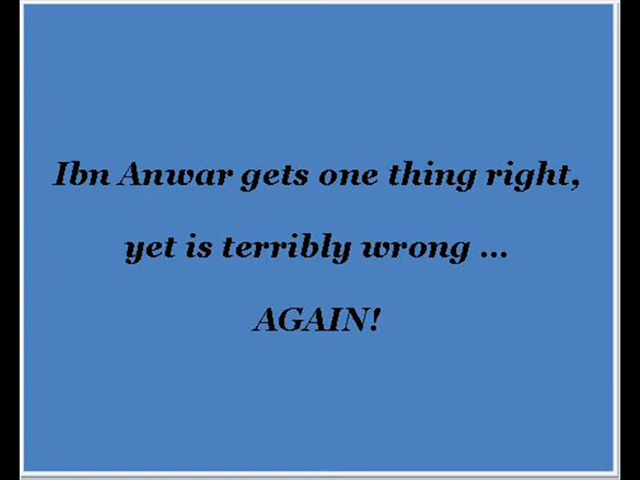 Ibn Anwar gets one thing right,
yet is terribly wrong ...
AGAIN!